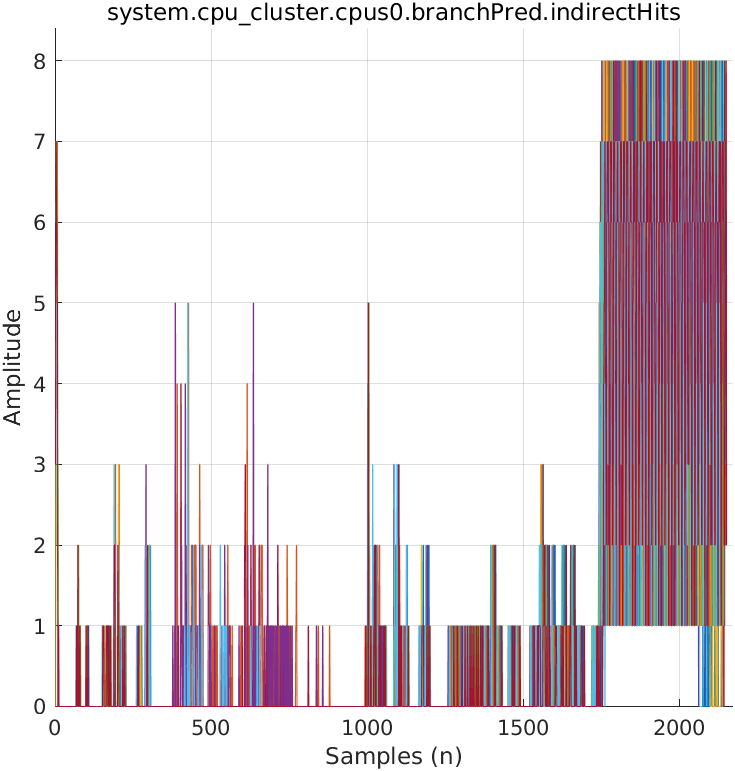 system.cpu_cluster.cpus0.branchPred.indirectHits
8
7
6
5
4
3
2
1
0
Amplitude
0 500 1000 1500 2000
Samples (n)